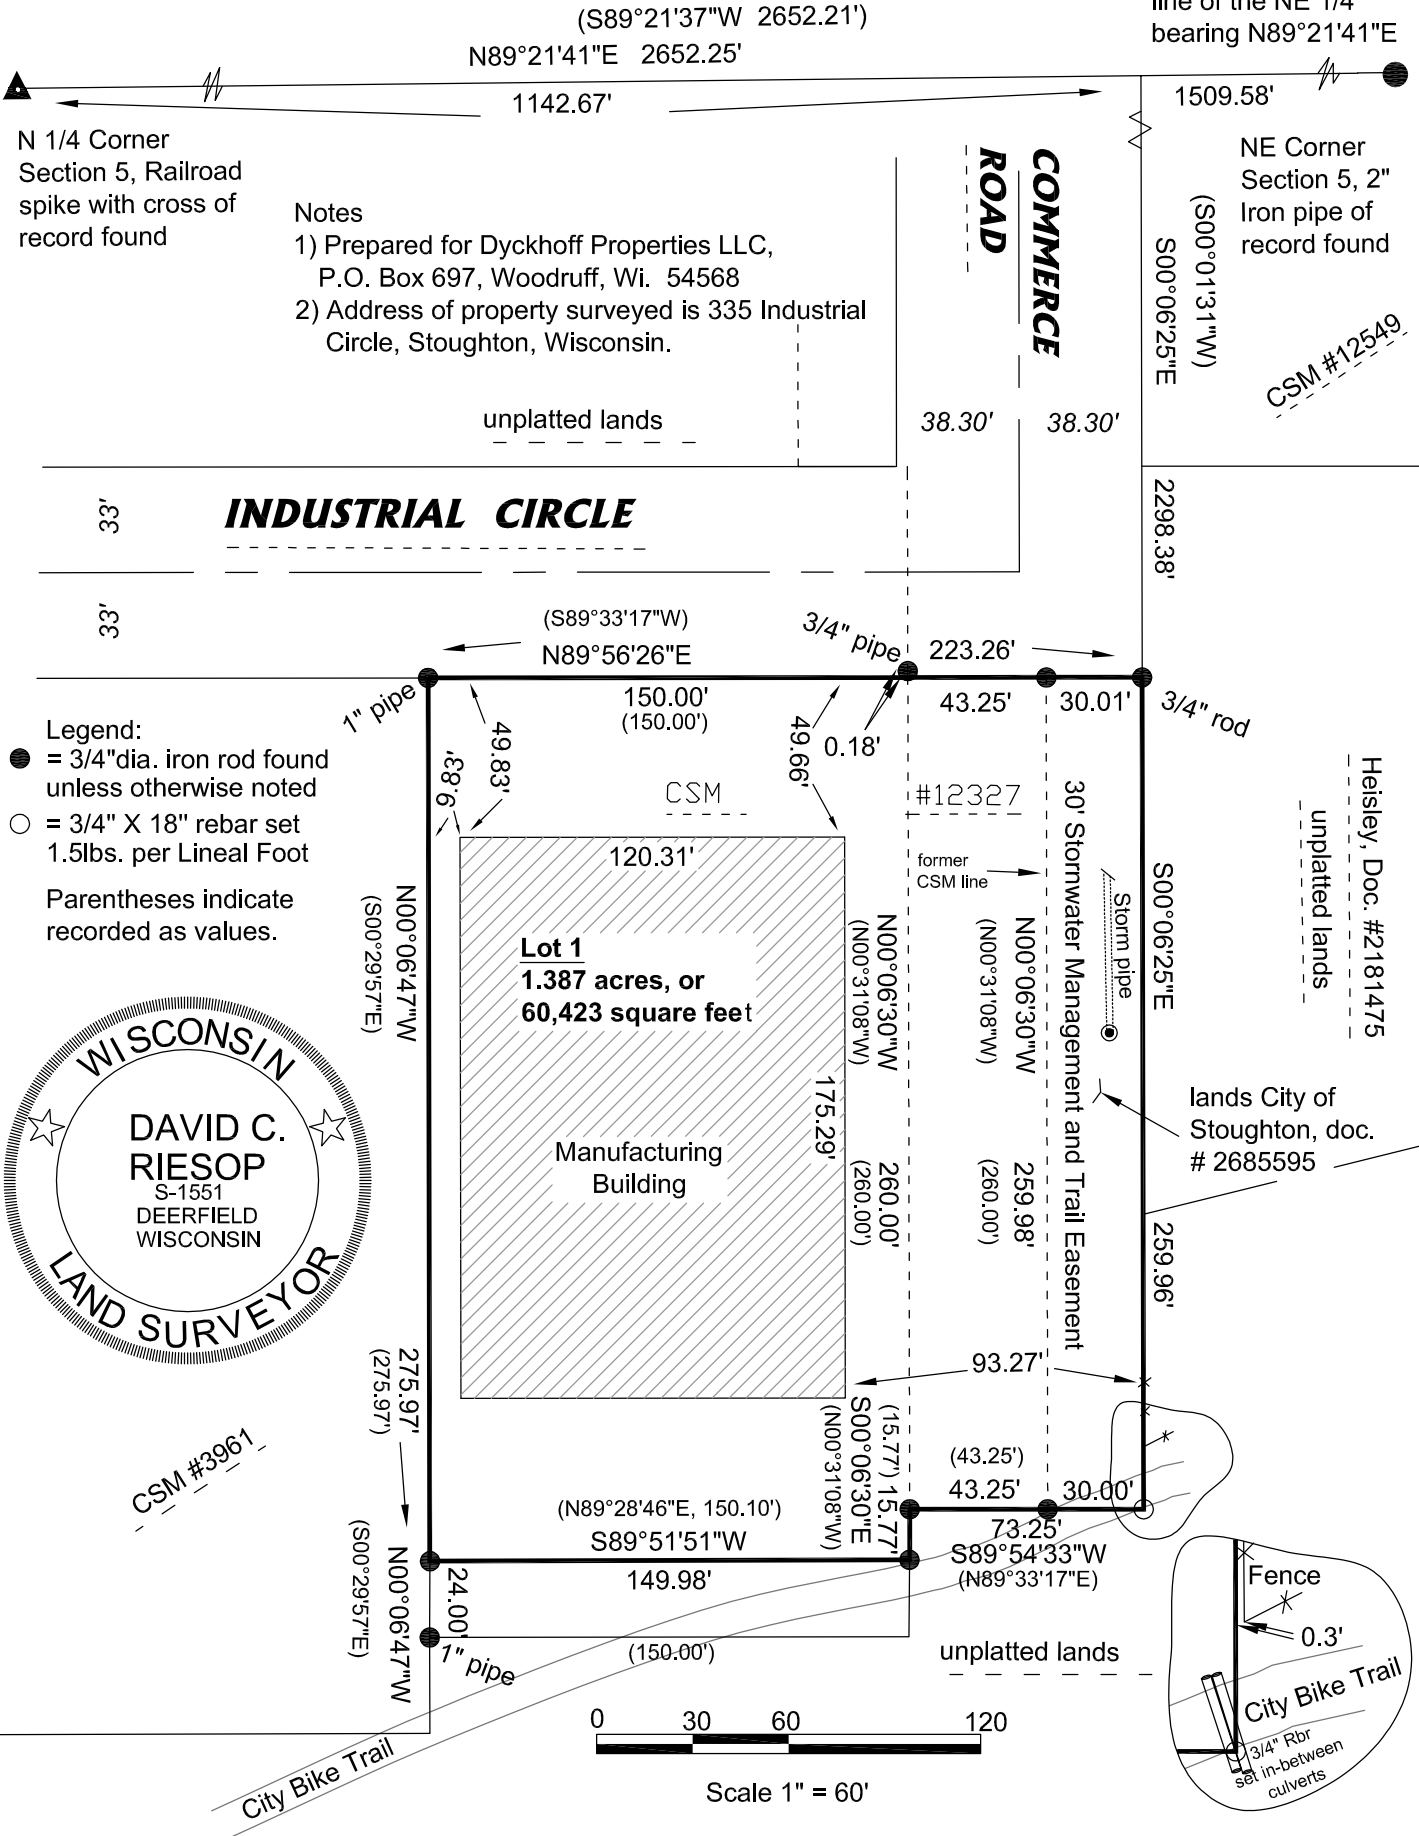 (S89°21'37"W 2652.21')
N89°21'41"E 2652.25'
line of the NE 1/4
bearing N89°21'41"E
1142.67'
1509.58'
N 1/4 Corner
Section 5, Railroad
spike with cross of
record found
NE Corner
Section 5, 2"
Iron pipe of
record found
Notes
1) Prepared for Dyckhoff Properties LLC,
P.O. Box 697, Woodruff, Wi. 54568
2) Address of property surveyed is 335 Industrial
Circle, Stoughton, Wisconsin.
COMMERCE
ROAD
(S00°01'31"W)
S00°06'25"E
CSM #12549
unplatted lands
38.30'
38.30'
33'
INDUSTRIAL CIRCLE
2298.38'
33'
(S89°33'17"W)
N89°56'26"E
3/4" pipe
223.26'
1" pipe
150.00'
(150.00')
43.25'
30.01'
3/4" rod
0.18'
49.83'
49.66'
9.83'
Legend:
= 3/4"dia. iron rod found
unless otherwise noted
= 3/4" X 18" rebar set
1.5lbs. per Lineal Foot
Parentheses indicate
recorded as values.
CSM #12327
120.31'
former
CSM line
30' Stornwater Management and Trail Easement
Storm pipe
S00°06'25"E
Heisley, Doc. #2181475
unplatted lands
N00°06'47"W
(S00°29'57"E)
Lot 1
1.387 acres, or
60,423 square feet
N00°06'30"W
(N00°31'08"W)
N00°06'30"W
(N00°31'08"W)
175.29'
Manufacturing
Building
260.00'
(260.00')
259.98'
(260.00')
lands City of
Stoughton, doc.
# 2685595
259.96'
WISCONSIN
DAVID C.
RIESOP
S-1551
DEERFIELD
WISCONSIN
LAND SURVEYOR
275.97'
(275.97')
93.27'
CSM #3961
(15.77') 15.77'
S00°06'30"E
(N00°31'08"W)
(43.25')
43.25'
30.00'
(N89°28'46"E, 150.10')
S89°51'51"W
149.98'
73.25'
S89°54'33"W
(N89°33'17"E)
N00°06'47"W
(S00°29'57"E)
24.00'
1" pipe
(150.00')
unplatted lands
Fence
0.3'
City Bike Trail
3/4" Rbr
set in-between
culverts
0 30 60 120
Scale 1" = 60'
City Bike Trail